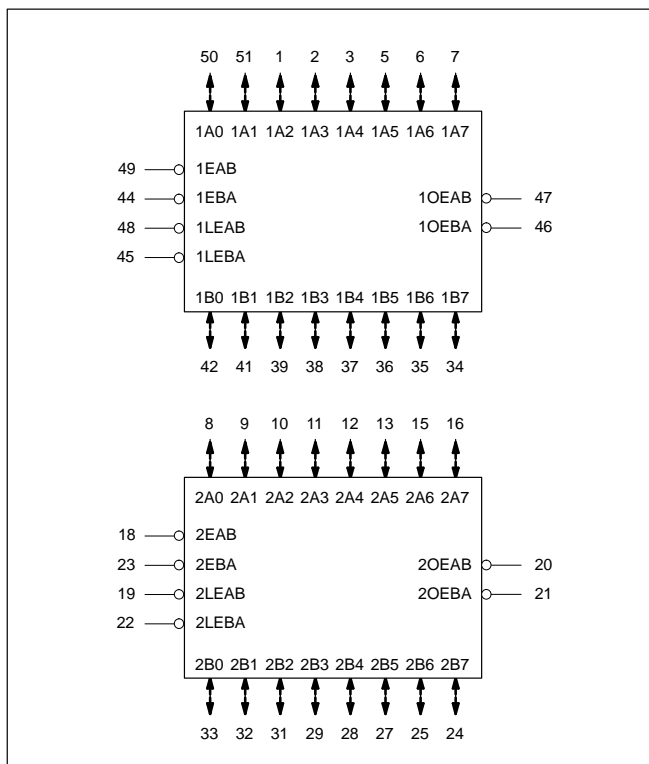 50 51 1 2 3 5 6 7
1A0 1A1 1A2 1A3 1A4 1A5 1A6 1A7
49 1EAB
44 1EBA 1OEAB 47
48 1LEAB 1OEBA 46
45 1LEBA
1B0 1B1 1B2 1B3 1B4 1B5 1B6 1B7
42 41 39 38 37 36 35 34
8 9 10 11 12 13 15 16
2A0 2A1 2A2 2A3 2A4 2A5 2A6 2A7
18 2EAB
23 2EBA 2OEAB 20
19 2LEAB 2OEBA 21
22 2LEBA
2B0 2B1 2B2 2B3 2B4 2B5 2B6 2B7
33 32 31 29 28 27 25 24